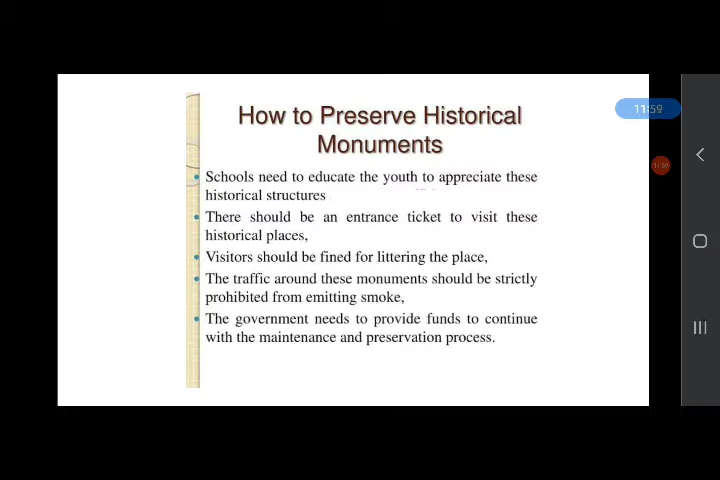 How to Preserve Historical
Monuments
Schools need to educate the youth to appreciate these
historical structures
There should be an entrance ticket to visit these
historical places,
Visitors should be fined for littering the place,
The traffic around these monuments should be strictly
prohibited from emitting smoke,
The government needs to provide funds to continue
with the maintenance and preservation process.
11:59
11:59